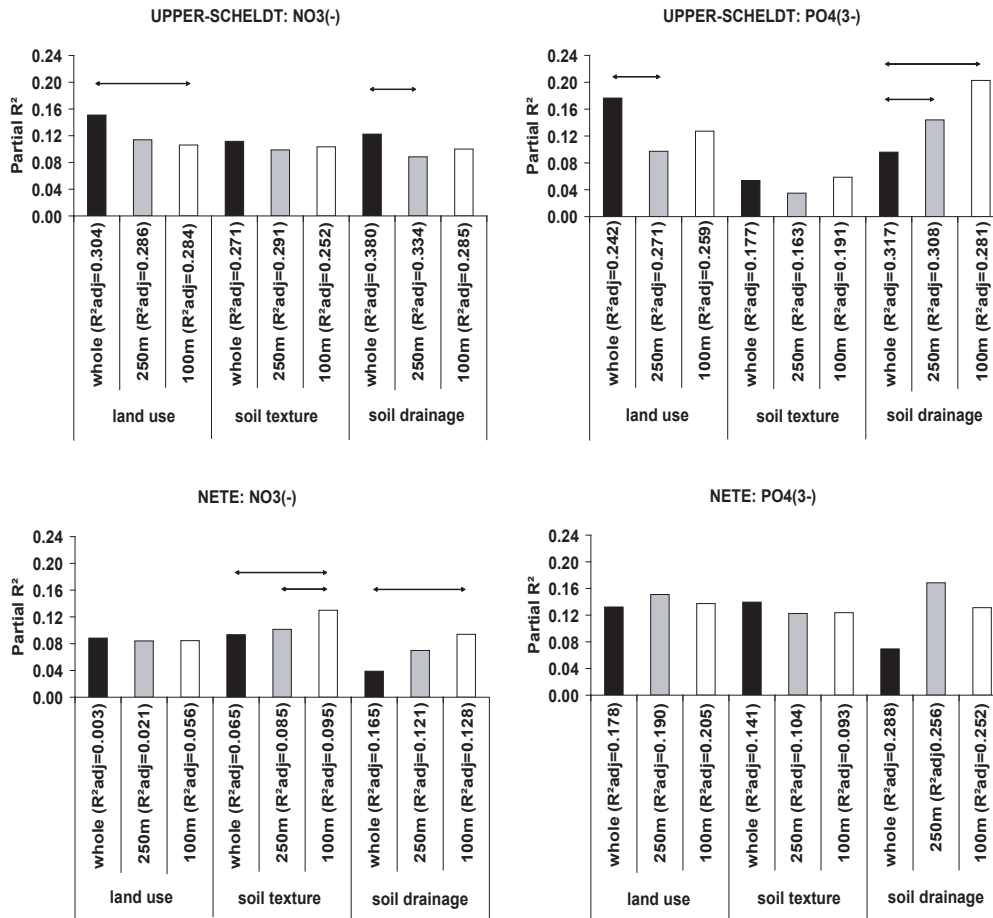 UPPER-SCHELDT: NO3(-)
Partial R²
0.24
0.20
0.16
0.12
0.08
0.04
0.00
whole (R²adj=0.304)
250m (R²adj=0.286)
100m (R²adj=0.284)
whole (R²adj=0.271)
250m (R²adj=0.291)
100m (R²adj=0.252)
whole (R²adj=0.380)
250m (R²adj=0.334)
100m (R²adj=0.285)
land use
soil texture
soil drainage
UPPER-SCHELDT: PO4(3-)
Partial R²
0.24
0.20
0.16
0.12
0.08
0.04
0.00
whole (R²adj=0.242)
250m (R²adj=0.271)
100m (R²adj=0.259)
whole (R²adj=0.177)
250m (R²adj=0.163)
100m (R²adj=0.191)
whole (R²adj=0.317)
250m (R²adj=0.308)
100m (R²adj=0.281)
land use
soil texture
soil drainage
NETE: NO3(-)
Partial R²
0.24
0.20
0.16
0.12
0.08
0.04
0.00
whole (R²adj=0.003)
250m (R²adj=0.021)
100m (R²adj=0.056)
whole (R²adj=0.065)
250m (R²adj=0.085)
100m (R²adj=0.095)
whole (R²adj=0.165)
250m (R²adj=0.121)
100m (R²adj=0.128)
land use
soil texture
soil drainage
NETE: PO4(3-)
Partial R²
0.24
0.20
0.16
0.12
0.08
0.04
0.00
whole (R²adj=0.178)
250m (R²adj=0.190)
100m (R²adj=0.205)
whole (R²adj=0.141)
250m (R²adj=0.104)
100m (R²adj=0.093)
whole (R²adj=0.288)
250m (R²adj0.256)
100m (R²adj=0.252)
land use
soil texture
soil drainage